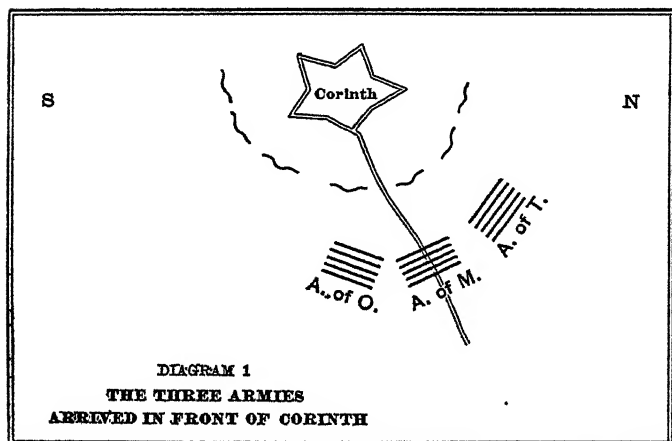 Corinth
S
N
A. of T.
A. of M.
A. of O.
DIAGRAM 1
THE THREE ARMIES
ARRIVED IN FRONT OF CORINTH